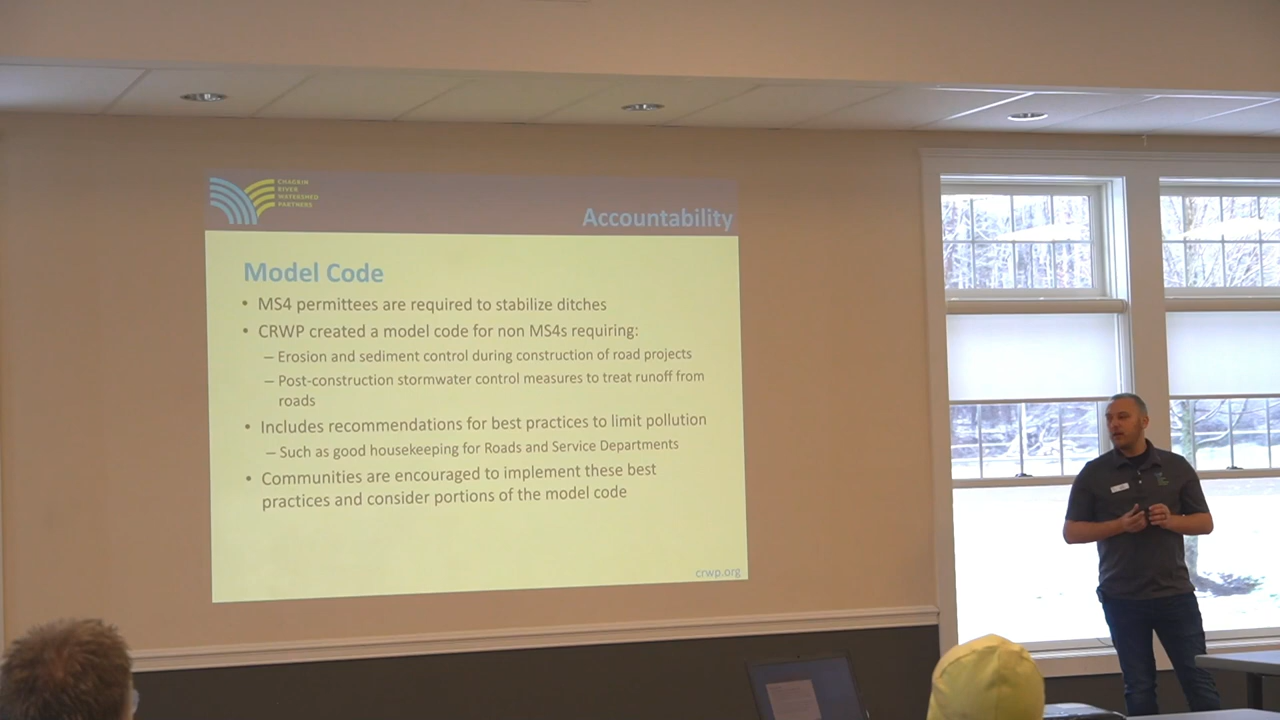 CHAGRIN
RIVER
WATERSHED
PARTNERS
Accountability
Model Code
• MS4 permittees are required to stabilize ditches
• CRWP created a model code for non MS4s requiring:
– Erosion and sediment control during construction of road projects
– Post-construction stormwater control measures to treat runoff from
roads
• Includes recommendations for best practices to limit pollution
– Such as good housekeeping for Roads and Service Departments
• Communities are encouraged to implement these best
practices and consider portions of the model code
crwp.org